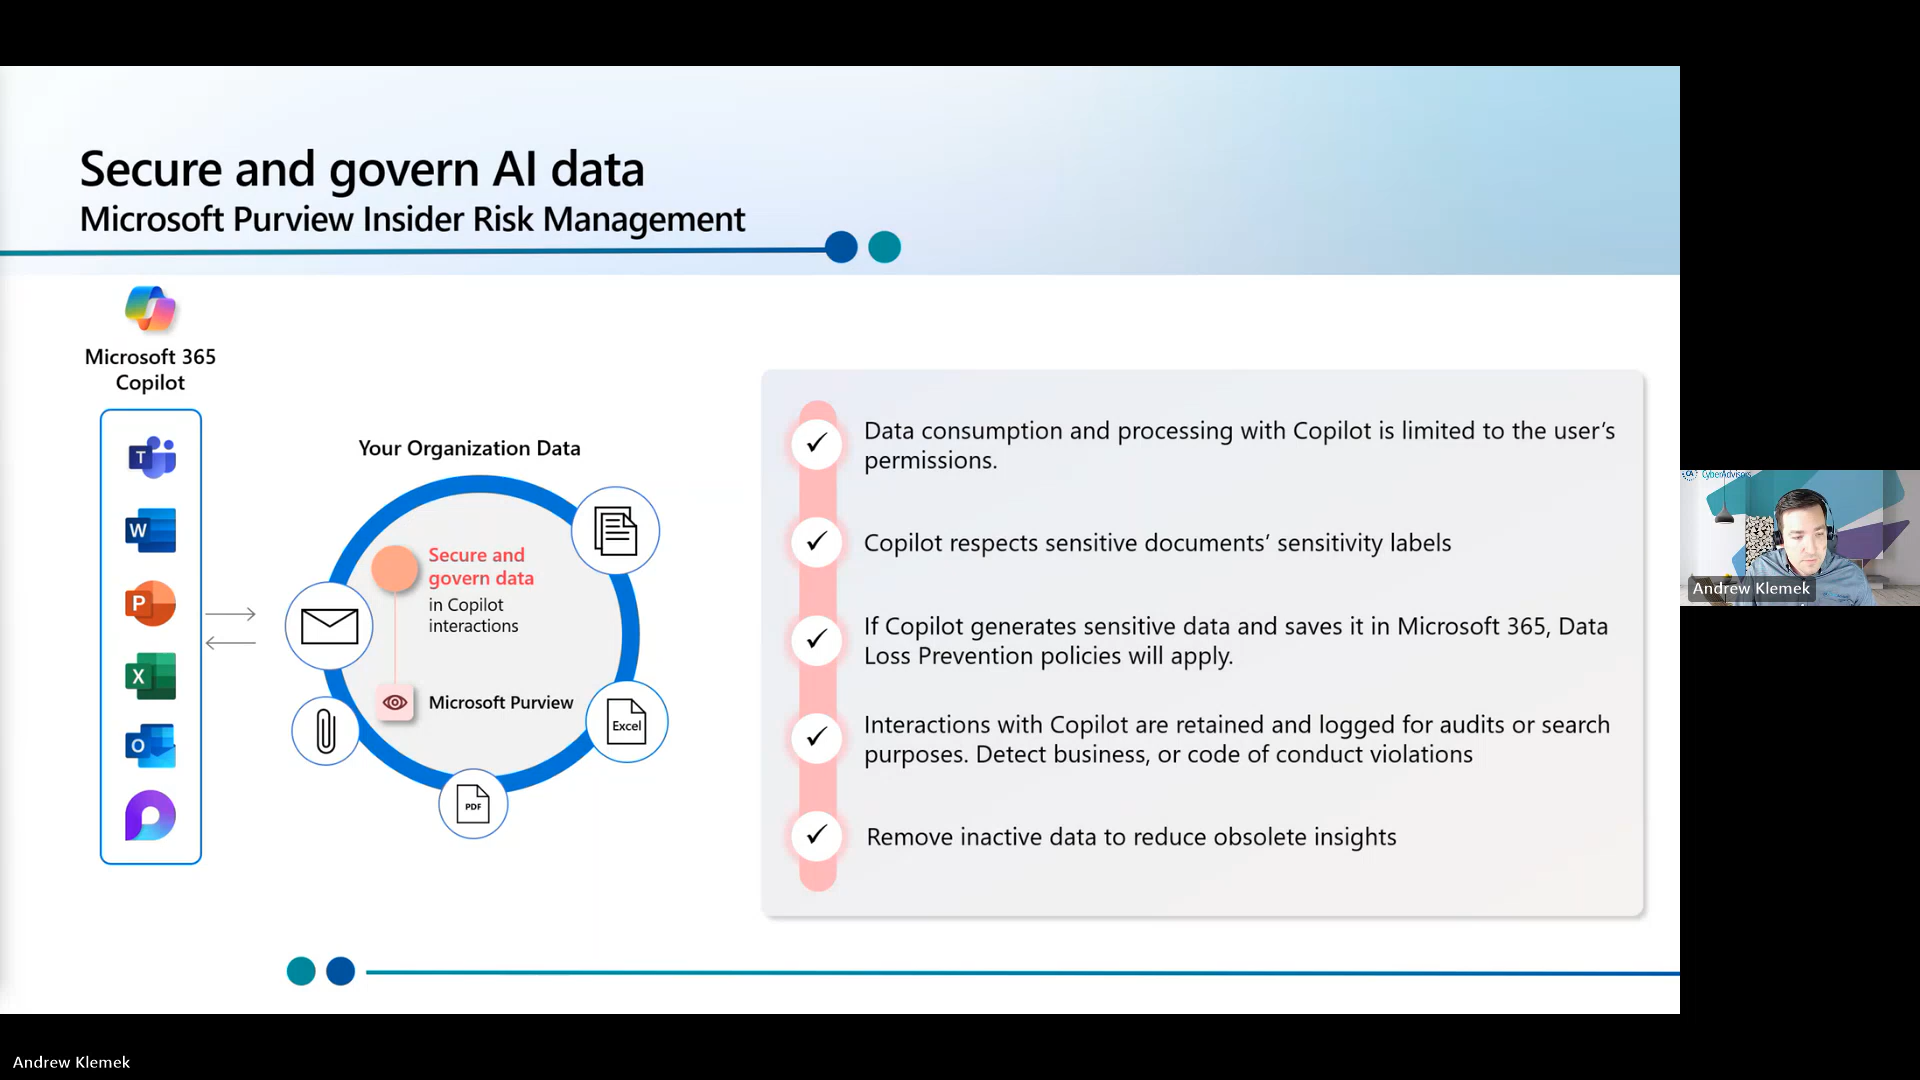 Secure and govern AI data
Microsoft Purview Insider Risk Management
Microsoft 365
Copilot
T
W
P
X
O
Your Organization Data
Secure and
govern data
in Copilot
interactions
Microsoft Purview
Excel
PDF
Data consumption and processing with Copilot is limited to the user’s
permissions.
Copilot respects sensitive documents’ sensitivity labels
If Copilot generates sensitive data and saves it in Microsoft 365, Data
Loss Prevention policies will apply.
Interactions with Copilot are retained and logged for audits or search
purposes. Detect business, or code of conduct violations
Remove inactive data to reduce obsolete insights
CA CyberAdvisors
Andrew Klemek
Andrew Klemek